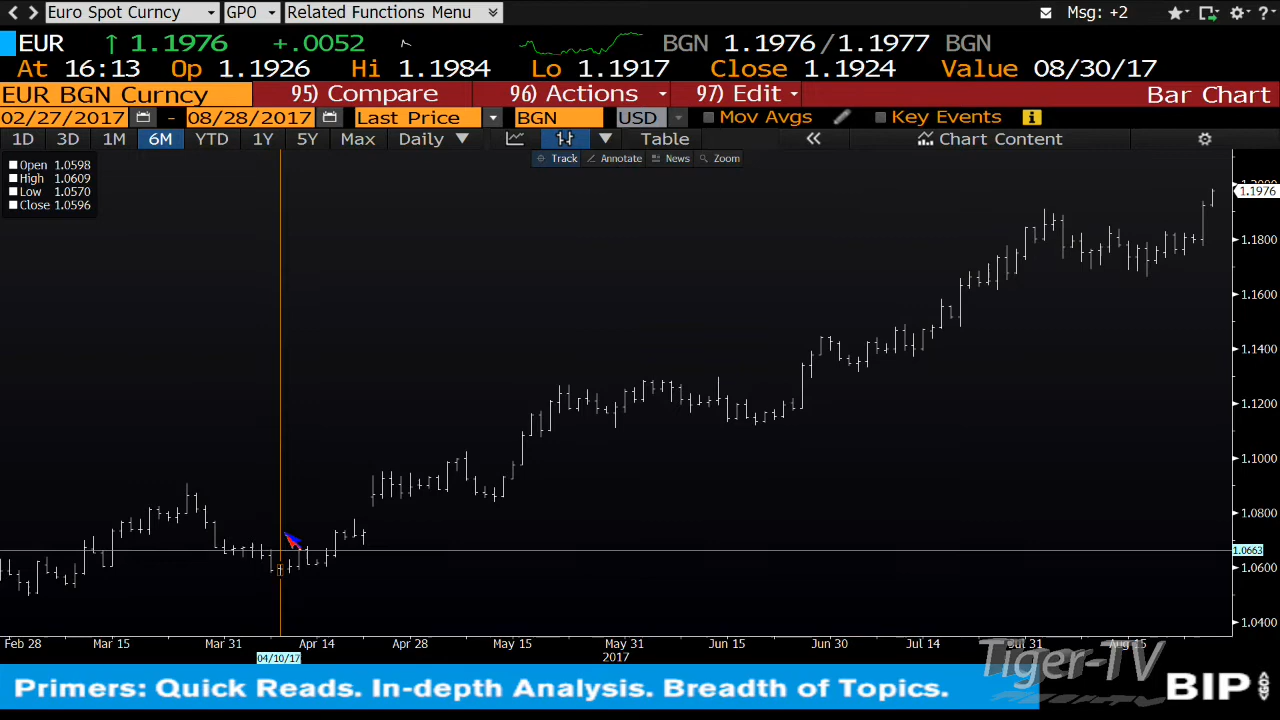 Euro Spot Curncy GPO Related Functions Menu Msg: +2
EUR ↑ 1.1976 +.0052 BGN 1.1976/1.1977 BGN
At 16:13 Op 1.1926 Hi 1.1984 Lo 1.1917 Close 1.1924 Value 08/30/17
EUR BGN Curncy 95) Compare 96) Actions 97) Edit Bar Chart
02/27/2017 - 08/28/2017 Last Price BGN USD Mov Avgs Key Events
1D 3D 1M 6M YTD 1Y 5Y Max Daily ▼ Table « Chart Content
Track Annotate News Zoom
Open 1.0598
High 1.0609
Low 1.0570
Close 1.0596
1.1976
1.1800
1.1600
1.1400
1.1200
1.1000
1.0800
1.0663
1.0600
1.0400
Feb 28 Mar 15 Mar 31 Apr 14 Apr 28 May 15 May 31 Jun 15 Jun 30 Jul 14 Jul 31 Aug 15
04/10/17 2017
Tiger-TV
Primers: Quick Reads. In-depth Analysis. Breadth of Topics.
BIP